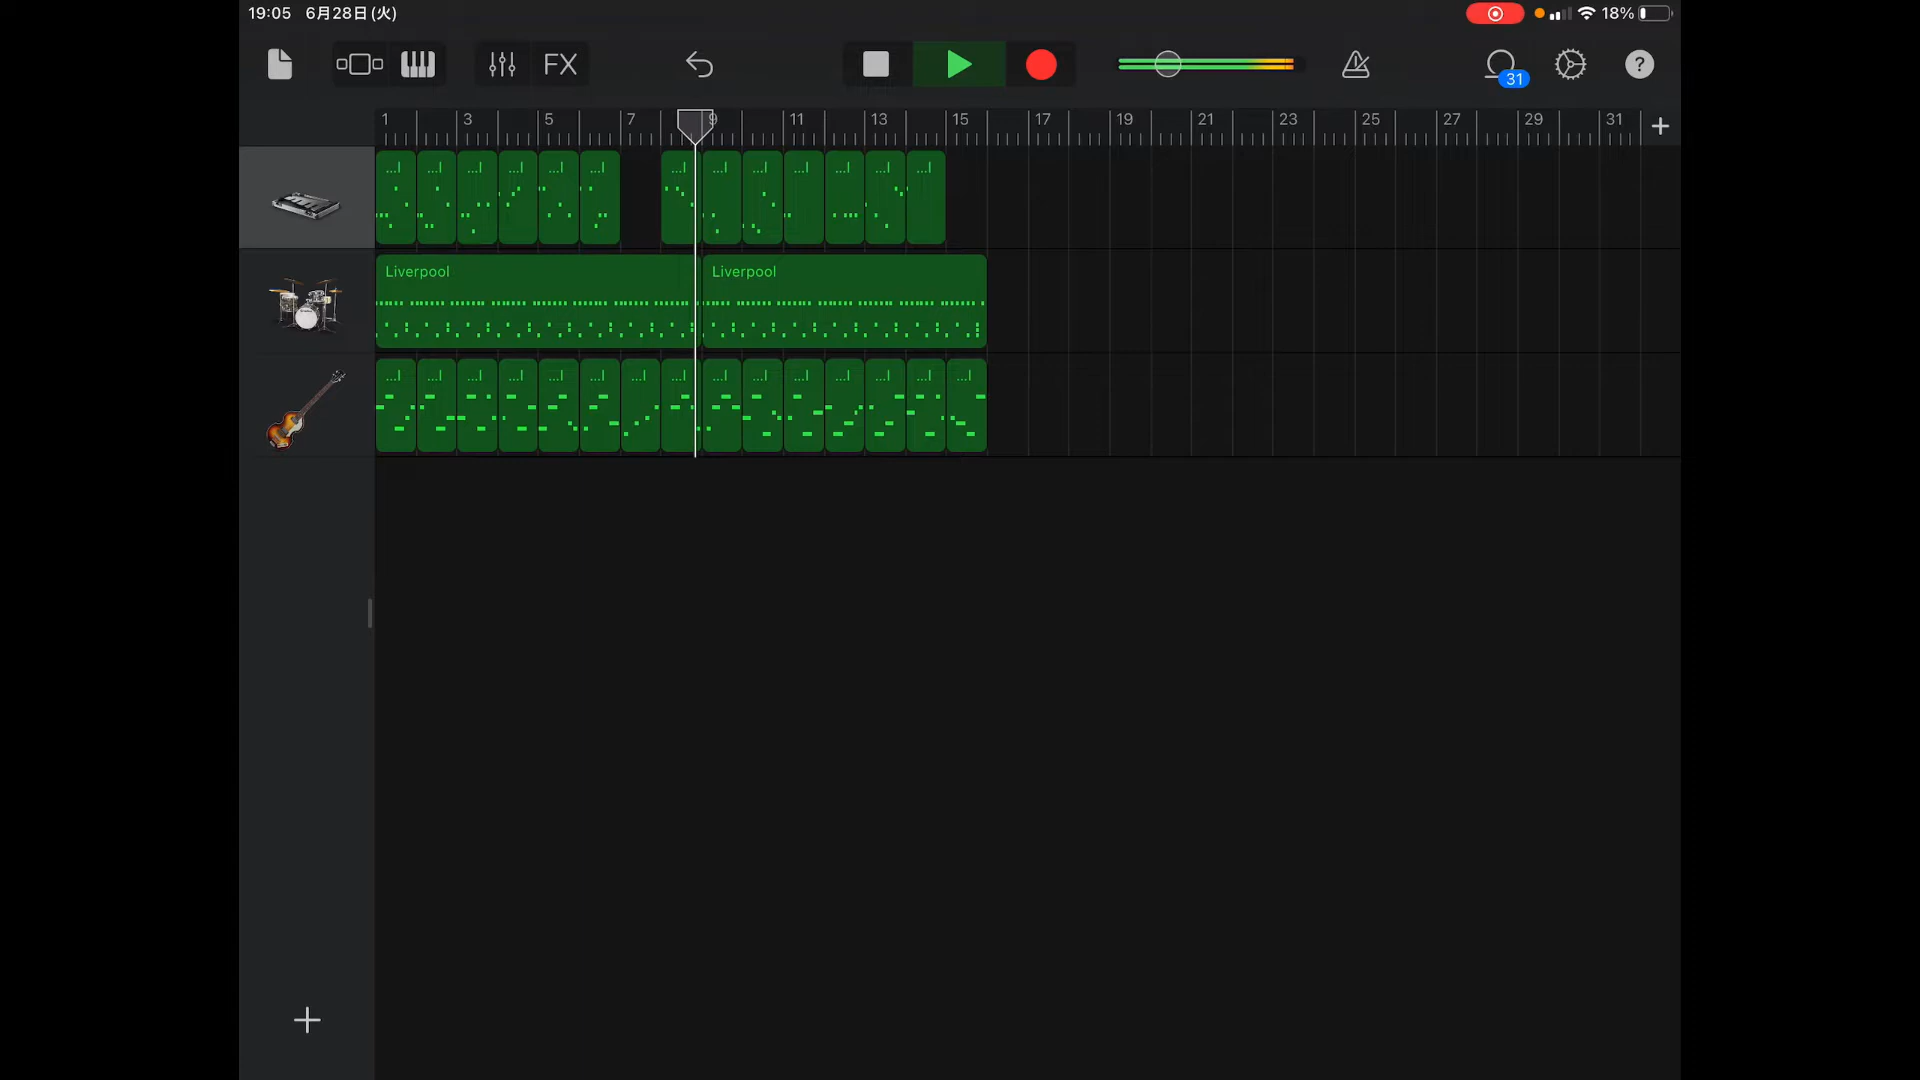 19:05 6月28日(火)
18%
FX
31
?
1 3 5 7 9 11 13 15 17 19 21 23 25 27 29 31
...l ...l ...l ...l ...l ...l ...l ...l ...l ...l ...l ...l ...l
Liverpool Liverpool
...l ...l ...l ...l ...l ...l ...l ...l ...l ...l ...l ...l ...l ...l ...l